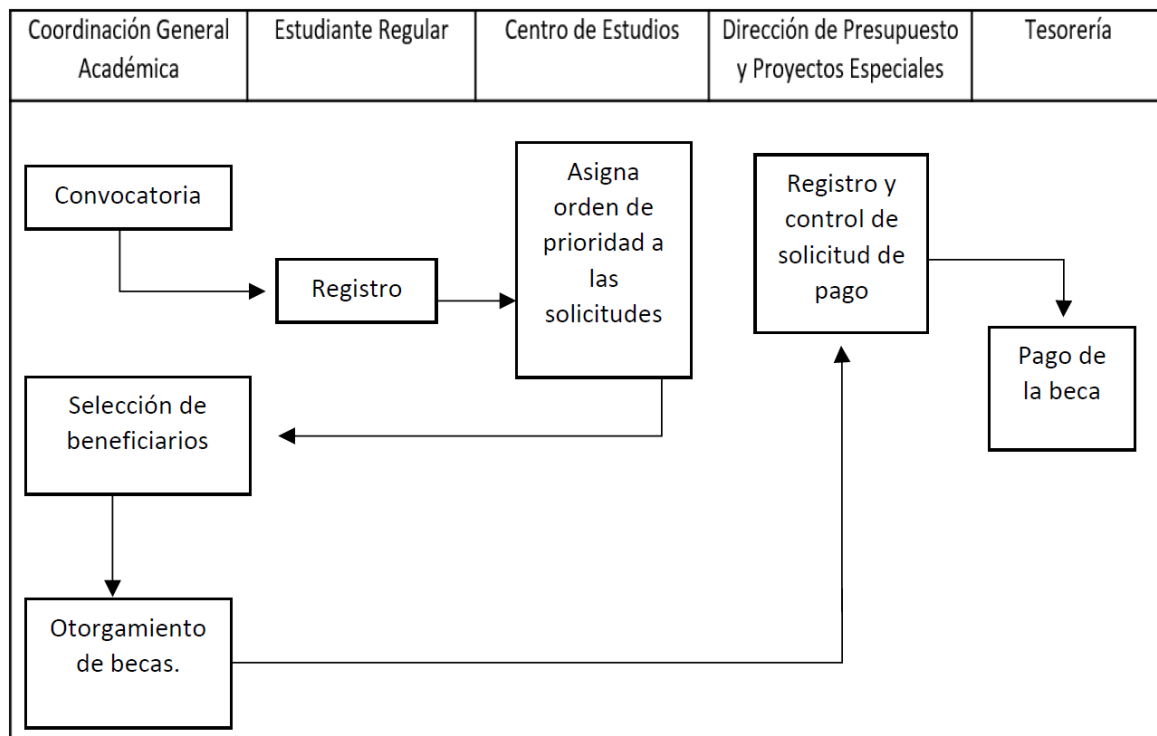 Coordinación General
Académica
Estudiante Regular
Centro de Estudios
Dirección de Presupuesto
y Proyectos Especiales
Tesorería
Convocatoria
Registro
Asigna
orden de
prioridad a
las
solicitudes
Registro y
control de
solicitud de
pago
Pago de
la beca
Selección de
beneficiarios
Otorgamiento
de becas.